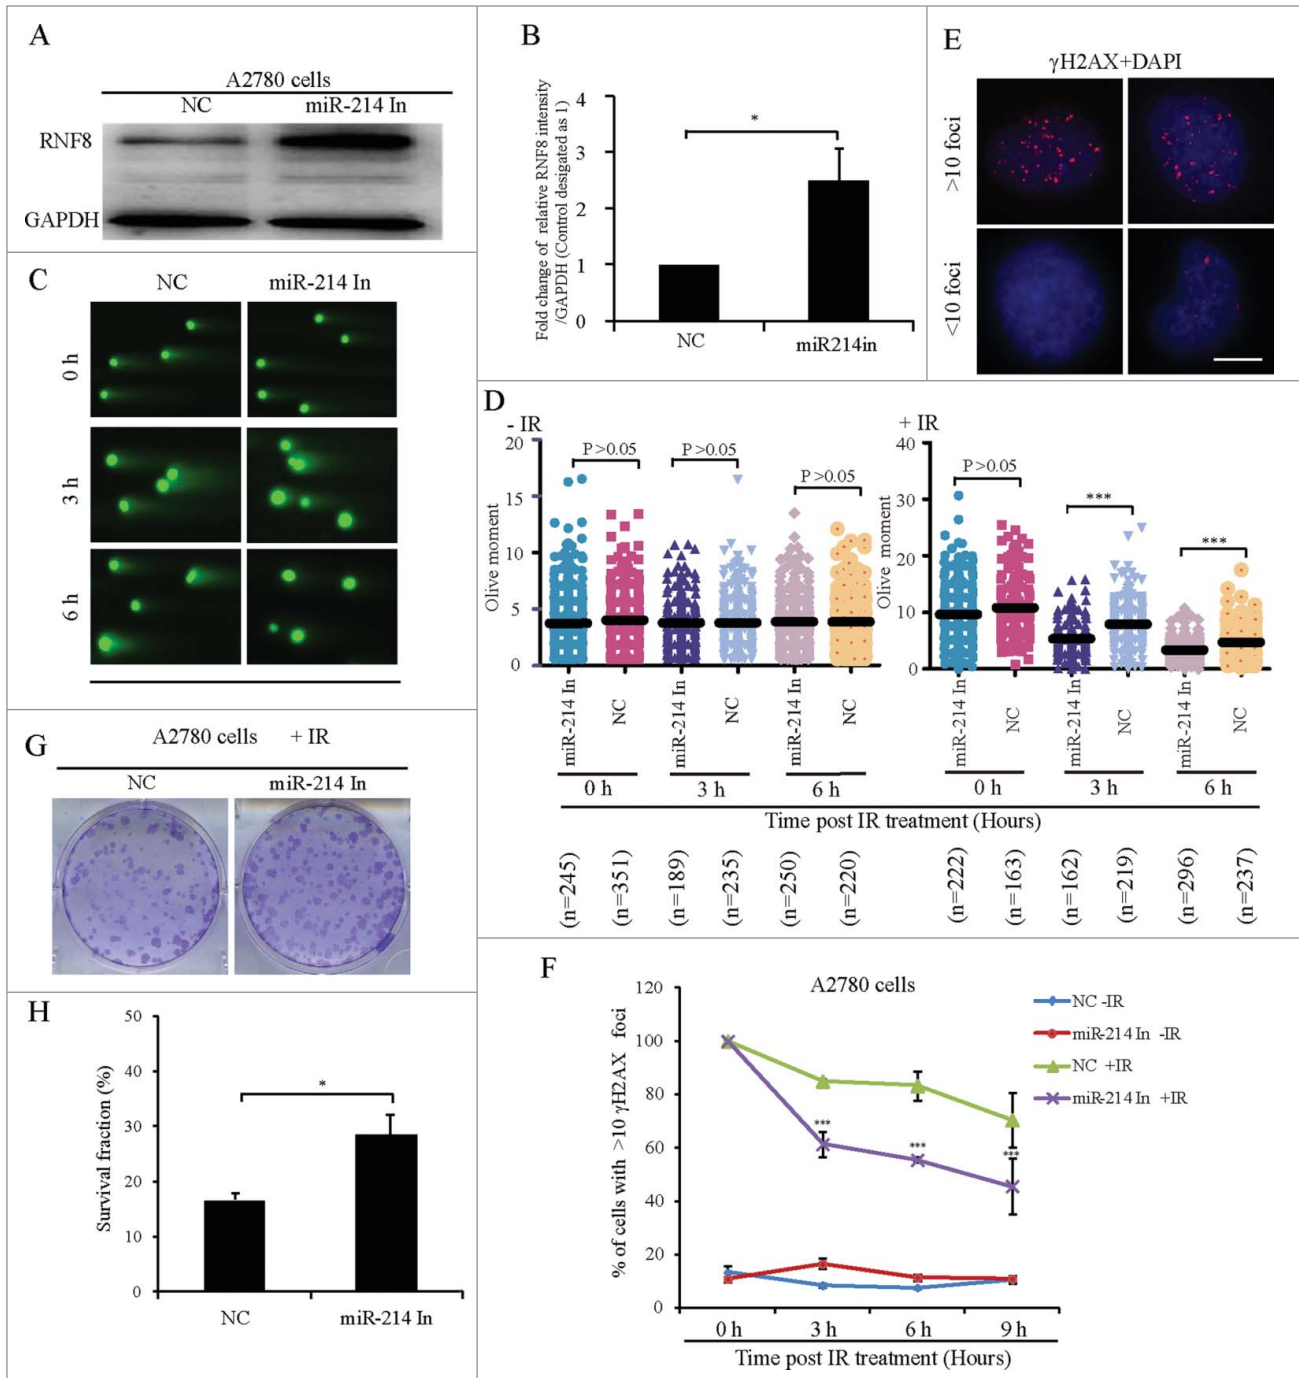 A
A2780 cells
NC miR-214 In
RNF8
GAPDH
B
Fold change of relative RNF8 intensity
/GAPDH (Control desigated as 1)
4
3
2
1
0
*
NC miR214in
E
γH2AX+DAPI
>10 foci
<10 foci
C
NC miR-214 In
0 h
3 h
6 h
D
- IR
Olive moment
20
15
10
5
0
P >0.05 P >0.05 P >0.05
miR-214 In NC miR-214 In NC miR-214 In NC
0 h 3 h 6 h
+ IR
Olive moment
40
30
20
10
0
P >0.05 *** ***
miR-214 In NC miR-214 In NC miR-214 In NC
0 h 3 h 6 h
Time post IR treatment (Hours)
(n=245) (n=351) (n=189) (n=235) (n=250) (n=220) (n=222) (n=163) (n=162) (n=219) (n=296) (n=237)
G
A2780 cells + IR
NC miR-214 In
H
Survival fraction (%)
50
40
30
20
10
0
*
NC miR-214 In
F
A2780 cells
% of cells with >10 γH2AX foci
120
100
80
60
40
20
0
*** *** ***
0 h 3 h 6 h 9 h
Time post IR treatment (Hours)
NC -IR
miR-214 In -IR
NC +IR
miR-214 In +IR